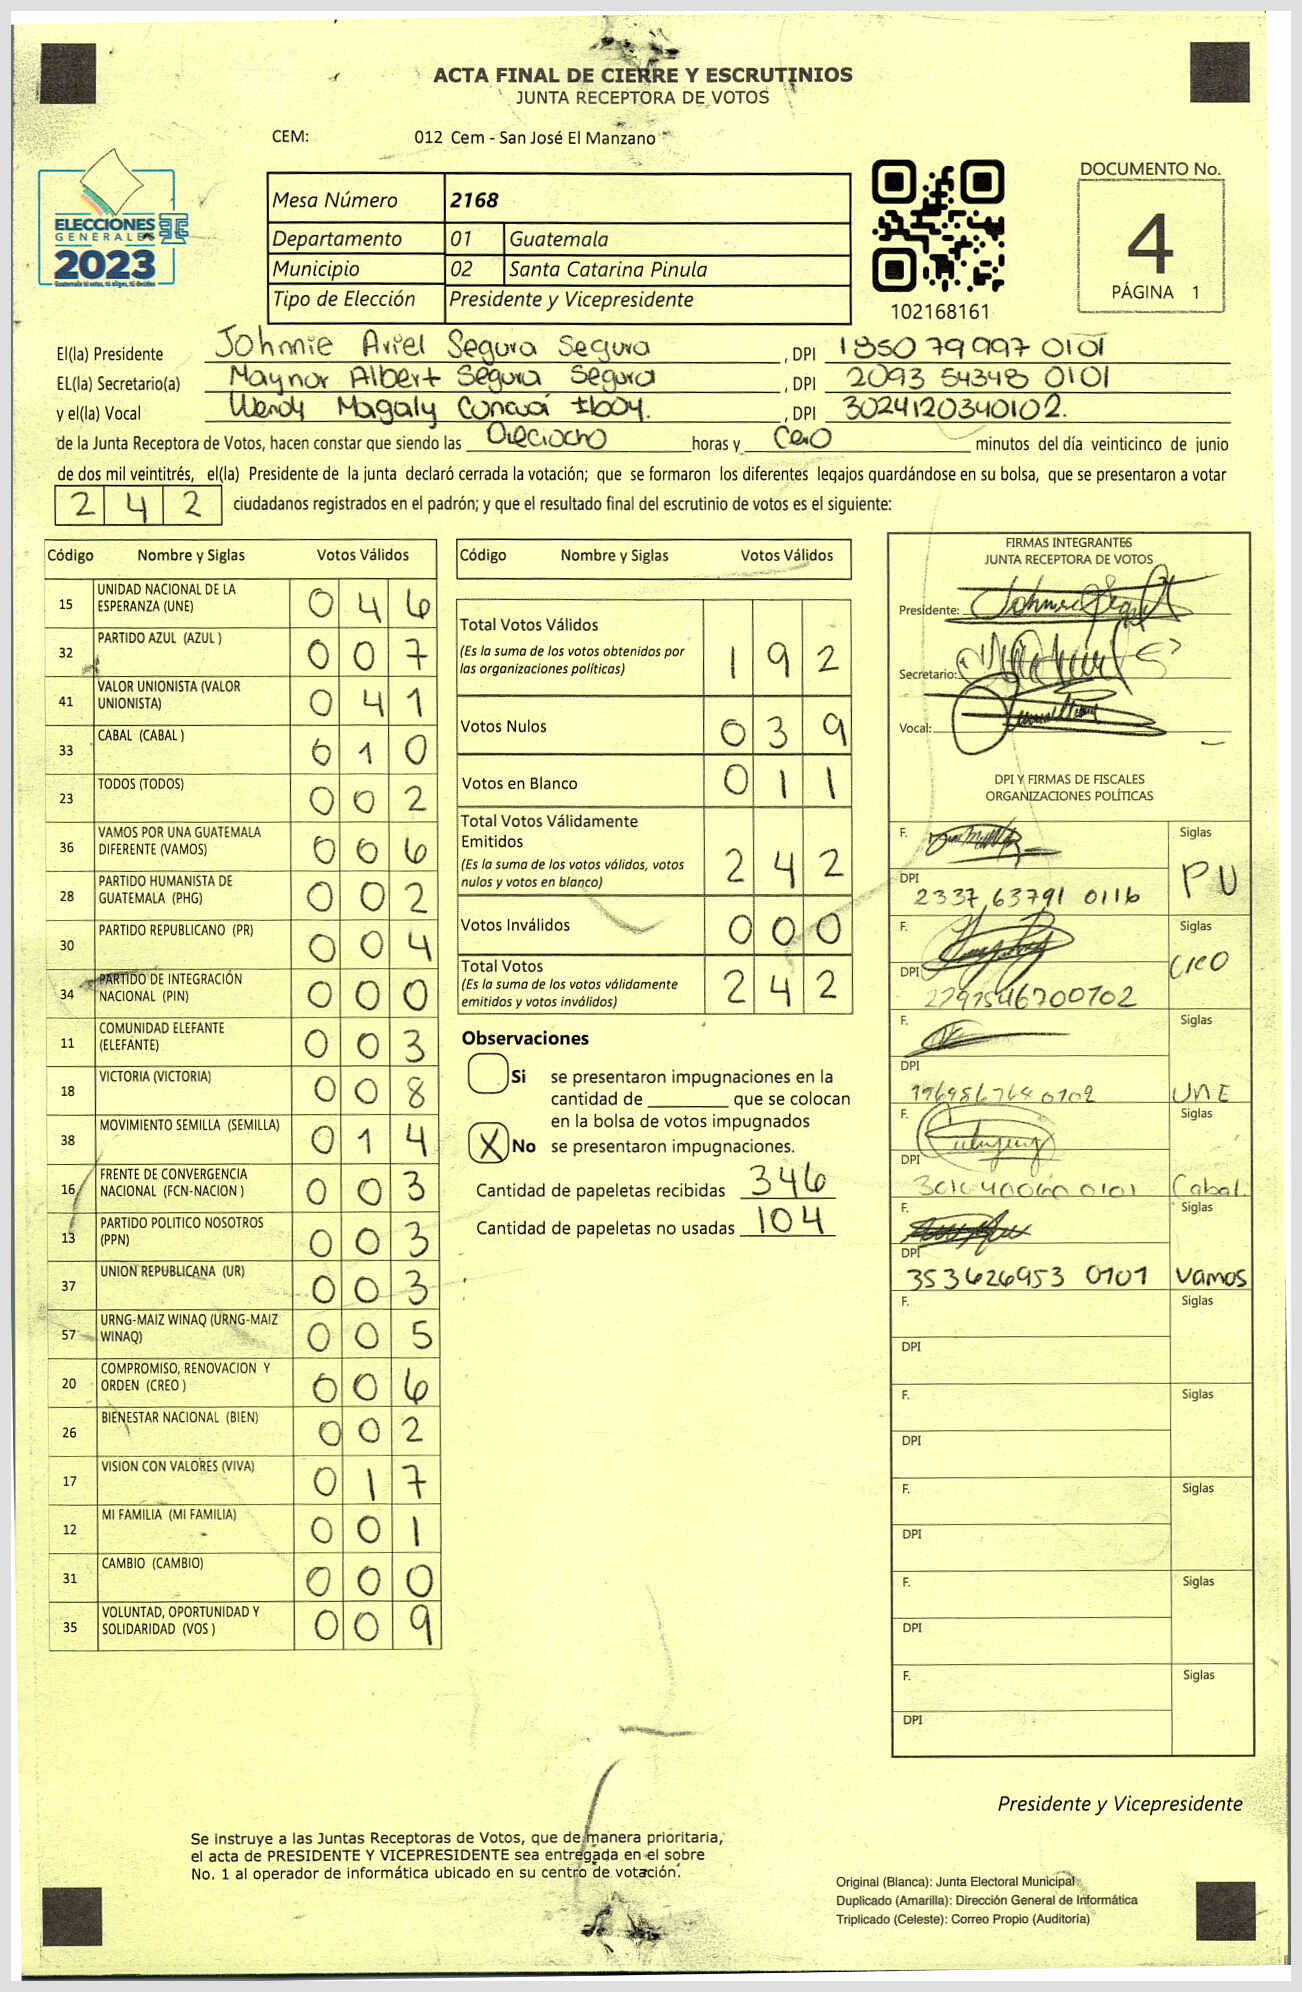 ACTA FINAL DE CIERRE Y ESCRUTINIOS
JUNTA RECEPTORA DE VOTOS
CEM: 012 Cem - San José El Manzano
ELECCIONES
GENERALES
2023
Guatemala tú votas, tú eliges, tú decides
Mesa Número 2168
Departamento 01 Guatemala
Municipio 02 Santa Catarina Pinula
Tipo de Elección Presidente y Vicepresidente
102168161
DOCUMENTO No.
4
PÁGINA 1
El(la) Presidente Johnnie Ariel Segura Segura , DPI 1850 79997 0101
EL(la) Secretario(a) Maynor Albert Segura Segura , DPI 2093 54348 0101
y el(la) Vocal Wendy Magaly Concuá Iboy. , DPI 3024120340102.
de la Junta Receptora de Votos, hacen constar que siendo las Dieciocho horas y Cero minutos del día veinticinco de junio
de dos mil veintitrés, el(la) Presidente de la junta declaró cerrada la votación; que se formaron los diferentes legajos guardándose en su bolsa, que se presentaron a votar
2 4 2 ciudadanos registrados en el padrón; y que el resultado final del escrutinio de votos es el siguiente:
Código Nombre y Siglas Votos Válidos
15 UNIDAD NACIONAL DE LA ESPERANZA (UNE) 0 4 6
32 PARTIDO AZUL (AZUL ) 0 0 7
41 VALOR UNIONISTA (VALOR UNIONISTA) 0 4 1
33 CABAL (CABAL ) 0 1 0
23 TODOS (TODOS) 0 0 2
36 VAMOS POR UNA GUATEMALA DIFERENTE (VAMOS) 0 0 6
28 PARTIDO HUMANISTA DE GUATEMALA (PHG) 0 0 2
30 PARTIDO REPUBLICANO (PR) 0 0 4
34 PARTIDO DE INTEGRACIÓN NACIONAL (PIN) 0 0 0
11 COMUNIDAD ELEFANTE (ELEFANTE) 0 0 3
18 VICTORIA (VICTORIA) 0 0 8
38 MOVIMIENTO SEMILLA (SEMILLA) 0 1 4
16 FRENTE DE CONVERGENCIA NACIONAL (FCN-NACION ) 0 0 3
13 PARTIDO POLITICO NOSOTROS (PPN) 0 0 3
37 UNION REPUBLICANA (UR) 0 0 3
57 URNG-MAIZ WINAQ (URNG-MAIZ WINAQ) 0 0 5
20 COMPROMISO, RENOVACION Y ORDEN (CREO ) 0 0 6
26 BIENESTAR NACIONAL (BIEN) 0 0 2
17 VISION CON VALORES (VIVA) 0 1 7
12 MI FAMILIA (MI FAMILIA) 0 0 1
31 CAMBIO (CAMBIO) 0 0 0
35 VOLUNTAD, OPORTUNIDAD Y SOLIDARIDAD (VOS ) 0 0 9
Código Nombre y Siglas Votos Válidos
Total Votos Válidos
(Es la suma de los votos obtenidos por
las organizaciones políticas) 1 9 2
Votos Nulos 0 3 9
Votos en Blanco 0 1 1
Total Votos Válidamente
Emitidos
(Es la suma de los votos válidos, votos
nulos y votos en blanco) 2 4 2
Votos Inválidos 0 0 0
Total Votos
(Es la suma de los votos válidamente
emitidos y votos inválidos) 2 4 2
Observaciones
Si se presentaron impugnaciones en la
cantidad de ________ que se colocan
en la bolsa de votos impugnados
X No se presentaron impugnaciones.
Cantidad de papeletas recibidas 346
Cantidad de papeletas no usadas 104
FIRMAS INTEGRANTES
JUNTA RECEPTORA DE VOTOS
Presidente:
Secretario:
Vocal:
DPI Y FIRMAS DE FISCALES
ORGANIZACIONES POLÍTICAS
F. Siglas
DPI 2337 63791 0116 PU
F. Siglas
DPI 2797546700702 CREO
F. Siglas
DPI 1969867680102 UNE
F. Siglas
DPI Cabal.
F. Siglas
DPI 353626953 0101 Vamos
F. Siglas
DPI
F. Siglas
DPI
F. Siglas
DPI
F. Siglas
DPI
F. Siglas
DPI
Presidente y Vicepresidente
Se instruye a las Juntas Receptoras de Votos, que de manera prioritaria,
el acta de PRESIDENTE Y VICEPRESIDENTE sea entregada en el sobre
No. 1 al operador de informática ubicado en su centro de votación.
Original (Blanca): Junta Electoral Municipal
Duplicado (Amarilla): Dirección General de Informática
Triplicado (Celeste): Correo Propio (Auditoría)